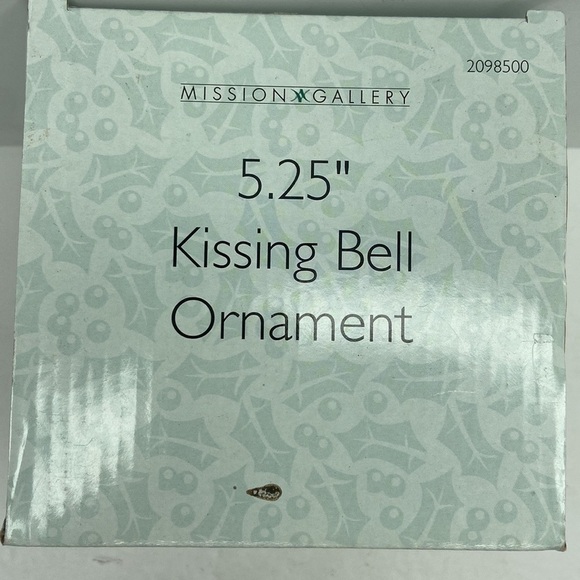 2098500
MISSION GALLERY
5.25"
Kissing Bell
Ornament